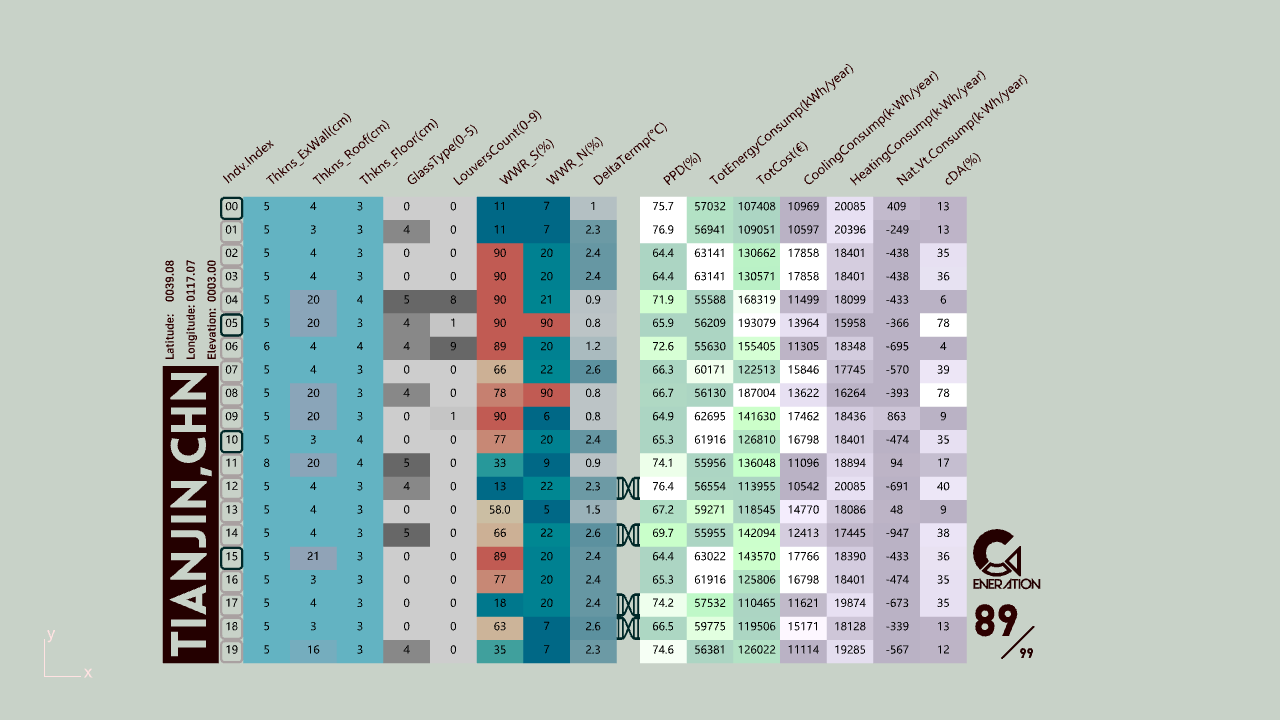 Indv.Index Thkns_ExWall(cm) Thkns_Roof(cm) Thkns_Floor(cm) GlassType(0-5) LouversCount(0-9) WWR_S(%) WWR_N(%) DeltaTermp(°C) PPD(%) TotEnergyConsump(kWh/year) TotCost(€) CoolingConsump(k·Wh/year) HeatingConsump(k·Wh/year) Nat.Vt.Consump(k·Wh/year) cDA(%)
00 5 4 3 0 0 11 7 1 75.7 57032 107408 10969 20085 409 13
01 5 3 3 4 0 11 7 2.3 76.9 56941 109051 10597 20396 -249 13
02 5 4 3 0 0 90 20 2.4 64.4 63141 130662 17858 18401 -438 35
03 5 4 3 0 0 90 20 2.4 64.4 63141 130571 17858 18401 -438 36
04 5 20 4 5 8 90 21 0.9 71.9 55588 168319 11499 18099 -433 6
05 5 20 3 4 1 90 90 0.8 65.9 56209 193079 13964 15958 -366 78
06 6 4 4 4 9 89 20 1.2 72.6 55630 155405 11305 18348 -695 4
07 5 4 3 0 0 66 22 2.6 66.3 60171 122513 15846 17745 -570 39
08 5 20 3 4 0 78 90 0.8 66.7 56130 187004 13622 16264 -393 78
09 5 20 3 0 1 90 6 0.8 64.9 62695 141630 17462 18436 863 9
10 5 3 4 0 0 77 20 2.4 65.3 61916 126810 16798 18401 -474 35
11 8 20 4 5 0 33 9 0.9 74.1 55956 136048 11096 18894 94 17
12 5 4 3 4 0 13 22 2.3 76.4 56554 113955 10542 20085 -691 40
13 5 4 3 0 0 58.0 5 1.5 67.2 59271 118545 14770 18086 48 9
14 5 4 3 5 0 66 22 2.6 69.7 55955 142094 12413 17445 -947 38
15 5 21 3 0 0 89 20 2.4 64.4 63022 143570 17766 18390 -433 36
16 5 3 3 0 0 77 20 2.4 65.3 61916 125806 16798 18401 -474 35
17 5 4 3 0 0 18 20 2.4 74.2 57532 110465 11621 19874 -673 35
18 5 3 3 0 0 63 7 2.6 66.5 59775 119506 15171 18128 -339 13
19 5 16 3 4 0 35 7 2.3 74.6 56381 126022 11114 19285 -567 12
Latitude: 0039.08
Longitude: 0117.07
Elevation: 0003.00
TIANJIN,CHN
G
ENERATION
89/99
y
x